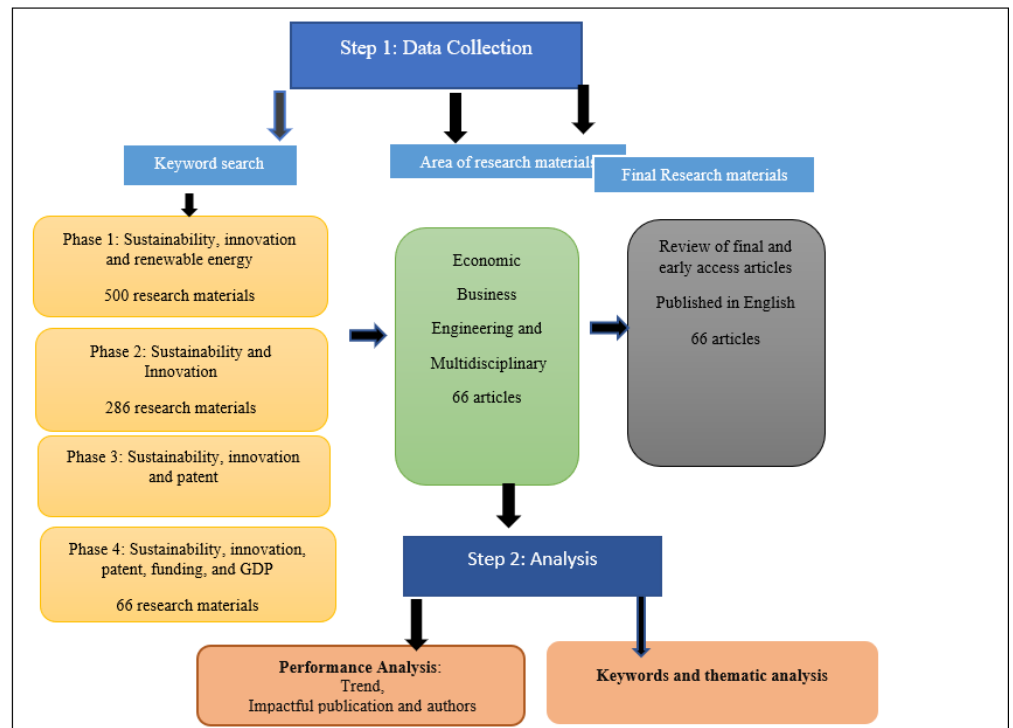 Step 1: Data Collection
Keyword search
Area of research materials
Final Research materials
Phase 1: Sustainability, innovation
and renewable energy
500 research materials
Phase 2: Sustainability and
Innovation
286 research materials
Phase 3: Sustainability, innovation
and patent
Phase 4: Sustainability, innovation,
patent, funding, and GDP
66 research materials
Economic
Business
Engineering and
Multidisciplinary
66 articles
Review of final and
early access articles
Published in English
66 articles
Step 2: Analysis
Performance Analysis:
Trend,
Impactful publication and authors
Keywords and thematic analysis